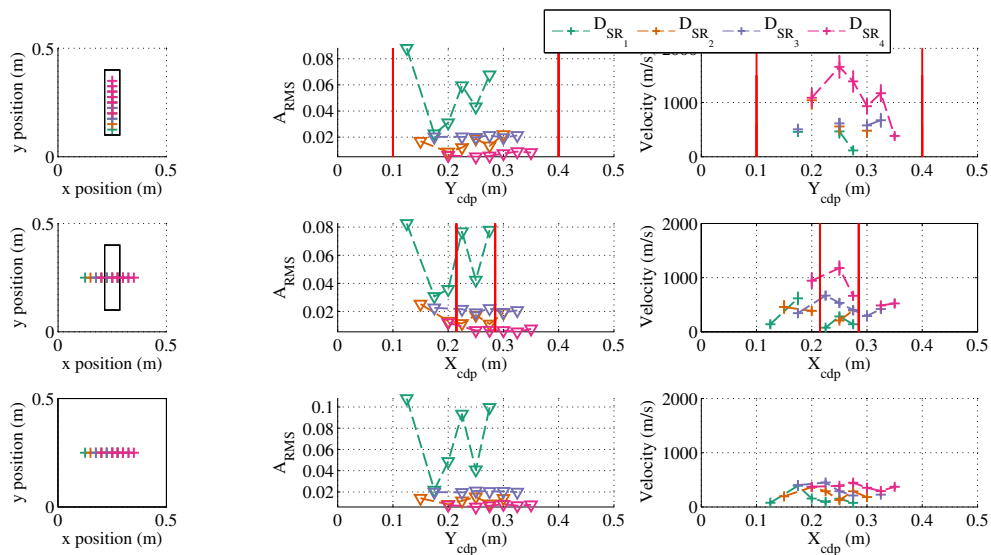 D_SR_1 D_SR_2 D_SR_3 D_SR_4
0.5
0
y position (m)
0 0.5
x position (m)
0.08
0.06
0.04
0.02
A_RMS
0 0.1 0.2 0.3 0.4 0.5
Y_cdp (m)
2000
1000
0
Velocity (m/s)
0 0.1 0.2 0.3 0.4 0.5
Y_cdp (m)
0.5
0
y position (m)
0 0.5
x position (m)
0.08
0.06
0.04
0.02
A_RMS
0 0.1 0.2 0.3 0.4 0.5
Y_cdp (m)
2000
1000
0
Velocity (m/s)
0 0.1 0.2 0.3 0.4 0.5
X_cdp (m)
0.5
0
y position (m)
0 0.5
x position (m)
0.1
0.08
0.06
0.04
0.02
A_RMS
0 0.1 0.2 0.3 0.4 0.5
Y_cdp (m)
2000
1000
0
Velocity (m/s)
0 0.1 0.2 0.3 0.4 0.5
X_cdp (m)